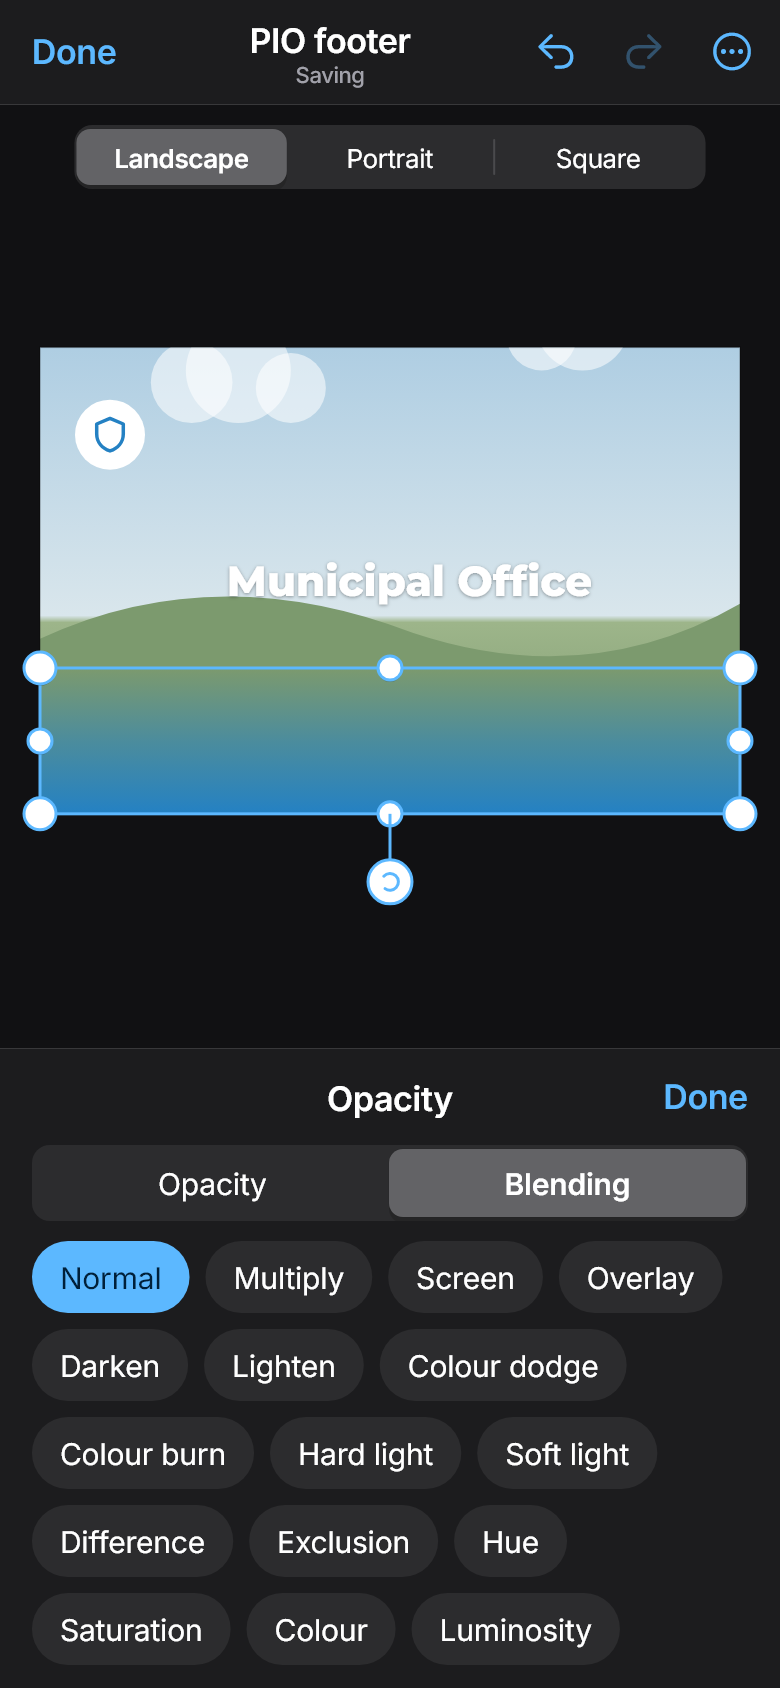 Done
PIO footer
Saving
Landscape Portrait Square
Municipal Office
Opacity Done
Opacity Blending
Normal Multiply Screen Overlay
Darken Lighten Colour dodge
Colour burn Hard light Soft light
Difference Exclusion Hue
Saturation Colour Luminosity